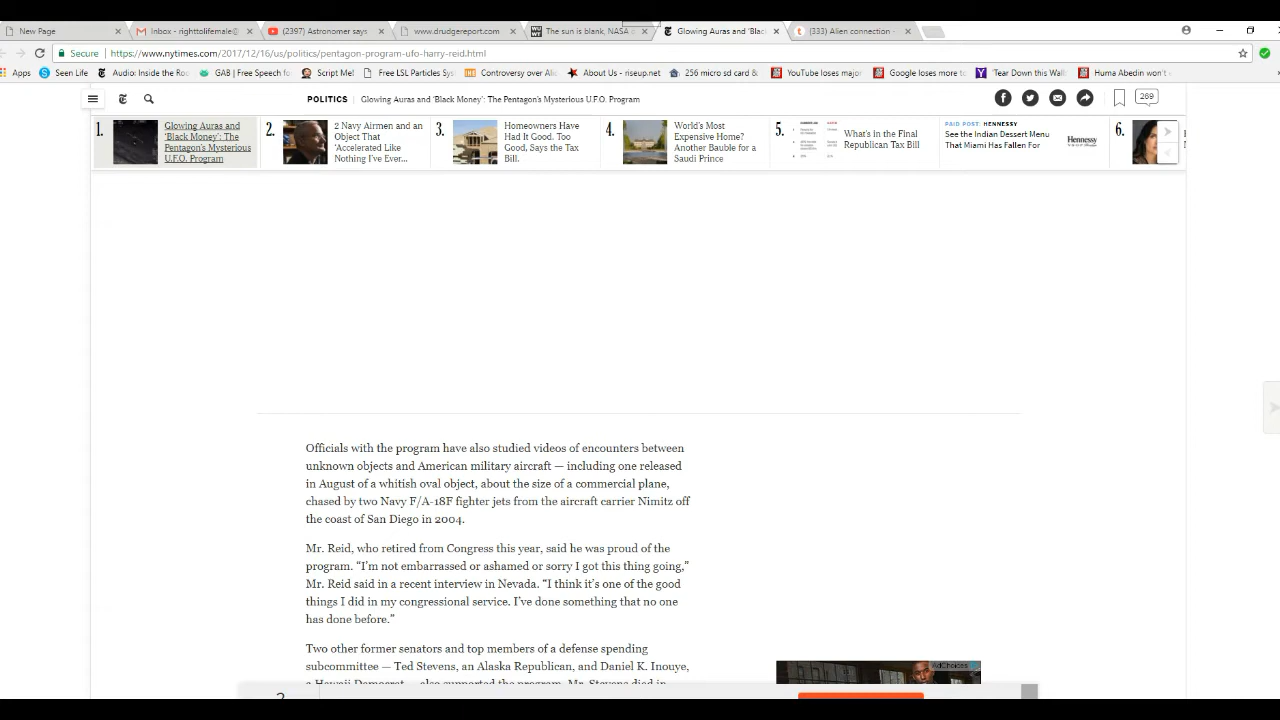 New Page
Inbox - righttolifemale@
(2397) Astronomer says
www.drudgereport.com
The sun is blank, NASA
Glowing Auras and 'Blac
(333) Alien connection -
Secure
https://www.nytimes.com/2017/12/16/us/politics/pentagon-program-ufo-harry-reid.html
Apps
Seen Life
Audio: Inside the Rou
GAB | Free Speech fo
Script Me!
Free LSL Particles Sys
Controversy over Alie
About Us - riseup.net
256 micro sd card &
YouTube loses major
Google loses more to
'Tear Down this Wall
Huma Abedin won't
POLITICS | Glowing Auras and 'Black Money': The Pentagon's Mysterious U.F.O. Program
269
1.
Glowing Auras and
'Black Money': The
Pentagon's Mysterious
U.F.O. Program
2.
2 Navy Airmen and an
Object That
'Accelerated Like
Nothing I've Ever...
3.
Homeowners Have
Had It Good. Too
Good, Says the Tax
Bill.
4.
World's Most
Expensive Home?
Another Bauble for a
Saudi Prince
5.
What's in the Final
Republican Tax Bill
PAID POST: HENNESSY
See the Indian Dessert Menu
That Miami Has Fallen For
Hennessy
6.
Officials with the program have also studied videos of encounters between
unknown objects and American military aircraft — including one released
in August of a whitish oval object, about the size of a commercial plane,
chased by two Navy F/A-18F fighter jets from the aircraft carrier Nimitz off
the coast of San Diego in 2004.
Mr. Reid, who retired from Congress this year, said he was proud of the
program. “I’m not embarrassed or ashamed or sorry I got this thing going,”
Mr. Reid said in a recent interview in Nevada. “I think it’s one of the good
things I did in my congressional service. I’ve done something that no one
has done before.”
Two other former senators and top members of a defense spending
subcommittee — Ted Stevens, an Alaska Republican, and Daniel K. Inouye,
a Hawaii Democrat — also supported the program. Mr. Stevens died in
AdChoices